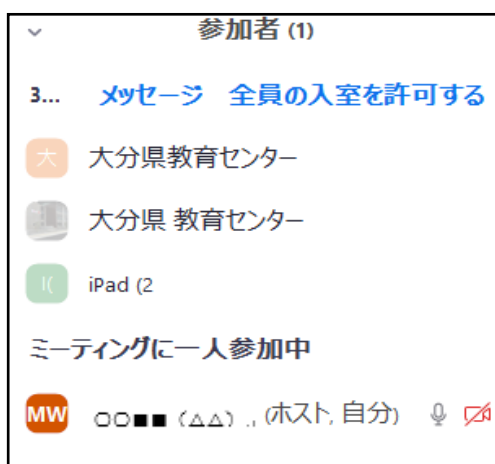 参加者 (1)
3... メッセージ 全員の入室を許可する
大 大分県教育センター
大分県 教育センター
I( iPad (2
ミーティングに一人参加中
MW ○○■■ (△△) .. (ホスト, 自分)